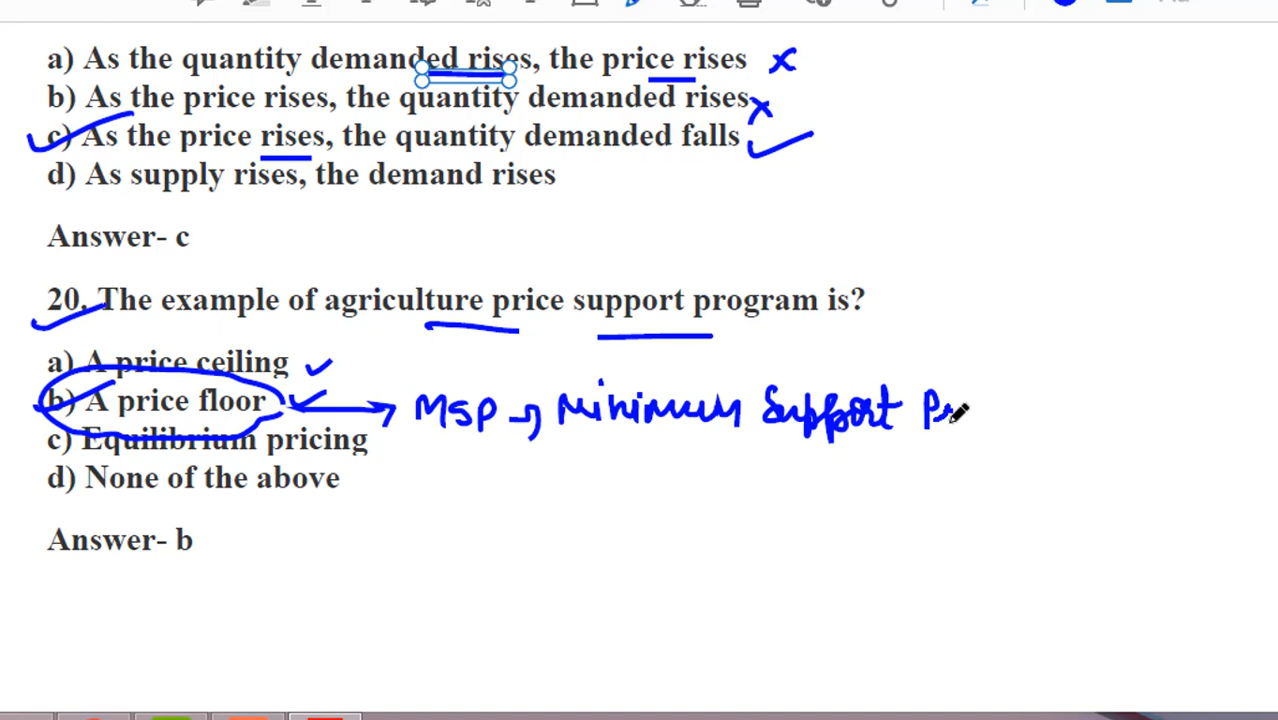 a) As the quantity demanded rises, the price rises
b) As the price rises, the quantity demanded rises
c) As the price rises, the quantity demanded falls
d) As supply rises, the demand rises
Answer- c
20. The example of agriculture price support program is?
a) A price ceiling
b) A price floor MSP → Minimum Support Pr
c) Equilibrium pricing
d) None of the above
Answer- b